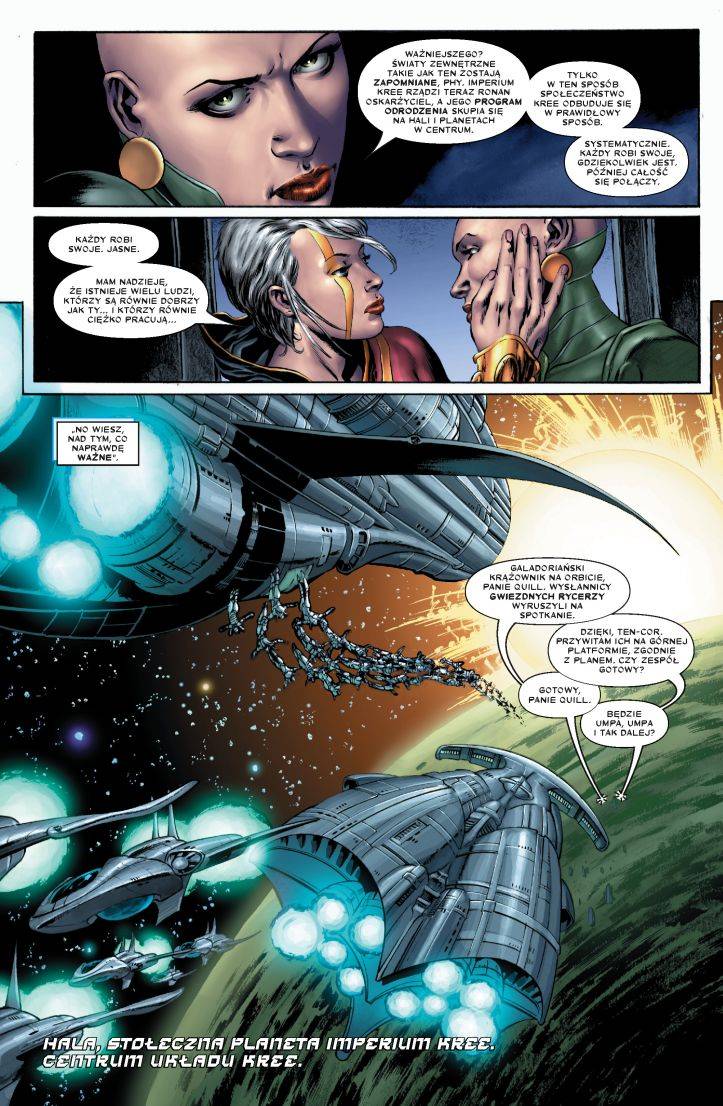 WAŻNIEJSZEGO?
ŚWIATY ZEWNĘTRZNE
TAKIE JAK TEN ZOSTAJĄ
ZAPOMNIANE, PHY. IMPERIUM
KREE RZĄDZI TERAZ RONAN
OSKARŻYCIEL, A JEGO PROGRAM
ODRODZENIA SKUPIA SIĘ
NA HALI I PLANETACH
W CENTRUM.
TYLKO
W TEN SPOSÓB
SPOŁECZEŃSTWO
KREE ODBUDUJE SIĘ
W PRAWIDŁOWY
SPOSÓB.
SYSTEMATYCZNIE.
KAŻDY ROBI SWOJE,
GDZIEKOLWIEK JEST.
PÓŹNIEJ CAŁOŚĆ
SIĘ POŁĄCZY.
KAŻDY ROBI
SWOJE. JASNE.
MAM NADZIEJĘ,
ŻE ISTNIEJE WIELU LUDZI,
KTÓRZY SĄ RÓWNIE DOBRZY
JAK TY... I KTÓRZY RÓWNIE
CIĘŻKO PRACUJĄ...
„NO WIESZ,
NAD TYM, CO
NAPRAWDĘ
WAŻNE”.
GALADORIAŃSKI
KRĄŻOWNIK NA ORBICIE,
PANIE QUILL. WYSŁANNICY
GWIEZDNYCH RYCERZY
WYRUSZYLI NA
SPOTKANIE.
DZIĘKI, TEN-COR.
PRZYWITAM ICH NA GÓRNEJ
PLATFORMIE, ZGODNIE
Z PLANEM. CZY ZESPÓŁ
GOTOWY?
GOTOWY,
PANIE QUILL.
BĘDZIE
UMPA, UMPA
I TAK DALEJ?
HALA, STOŁECZNA PLANETA IMPERIUM KREE.
CENTRUM UKŁADU KREE.